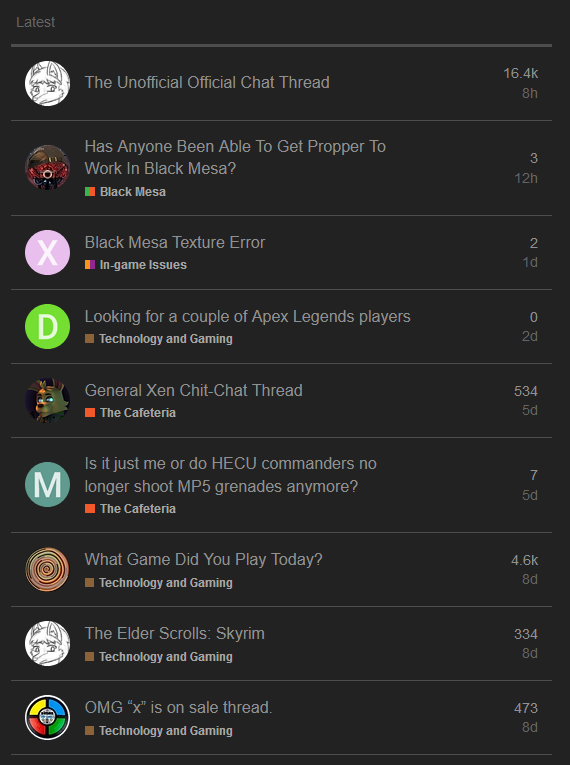 Latest
The Unofficial Official Chat Thread
16.4k
8h
Has Anyone Been Able To Get Propper To
Work In Black Mesa?
Black Mesa
3
12h
X
Black Mesa Texture Error
In-game Issues
2
1d
D
Looking for a couple of Apex Legends players
Technology and Gaming
0
2d
General Xen Chit-Chat Thread
The Cafeteria
534
5d
M
Is it just me or do HECU commanders no
longer shoot MP5 grenades anymore?
The Cafeteria
7
5d
What Game Did You Play Today?
Technology and Gaming
4.6k
8d
The Elder Scrolls: Skyrim
Technology and Gaming
334
8d
OMG “x” is on sale thread.
Technology and Gaming
473
8d